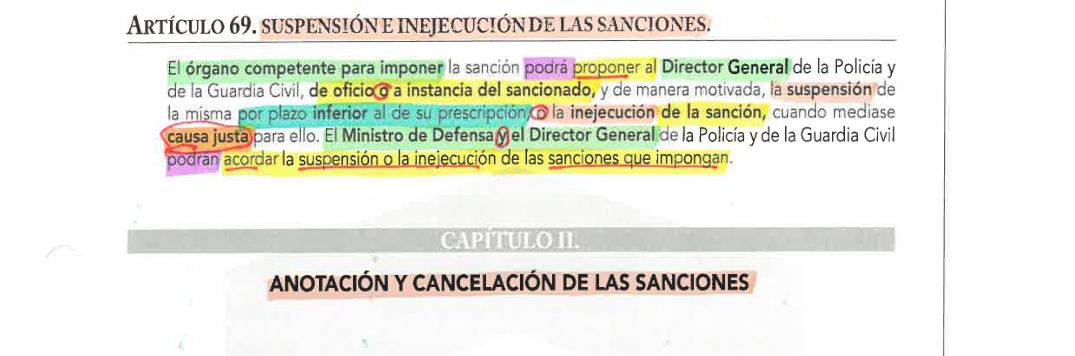 ARTÍCULO 69. SUSPENSIÓN E INEJECUCIÓN DE LAS SANCIONES.
El órgano competente para imponer la sanción podrá proponer al Director General de la Policía y
de la Guardia Civil, de oficio o a instancia del sancionado, y de manera motivada, la suspensión de
la misma por plazo inferior al de su prescripción, o la inejecución de la sanción, cuando mediase
causa justa para ello. El Ministro de Defensa y el Director General de la Policía y de la Guardia Civil
podrán acordar la suspensión o la inejecución de las sanciones que impongan.
CAPÍTULO II.
ANOTACIÓN Y CANCELACIÓN DE LAS SANCIONES